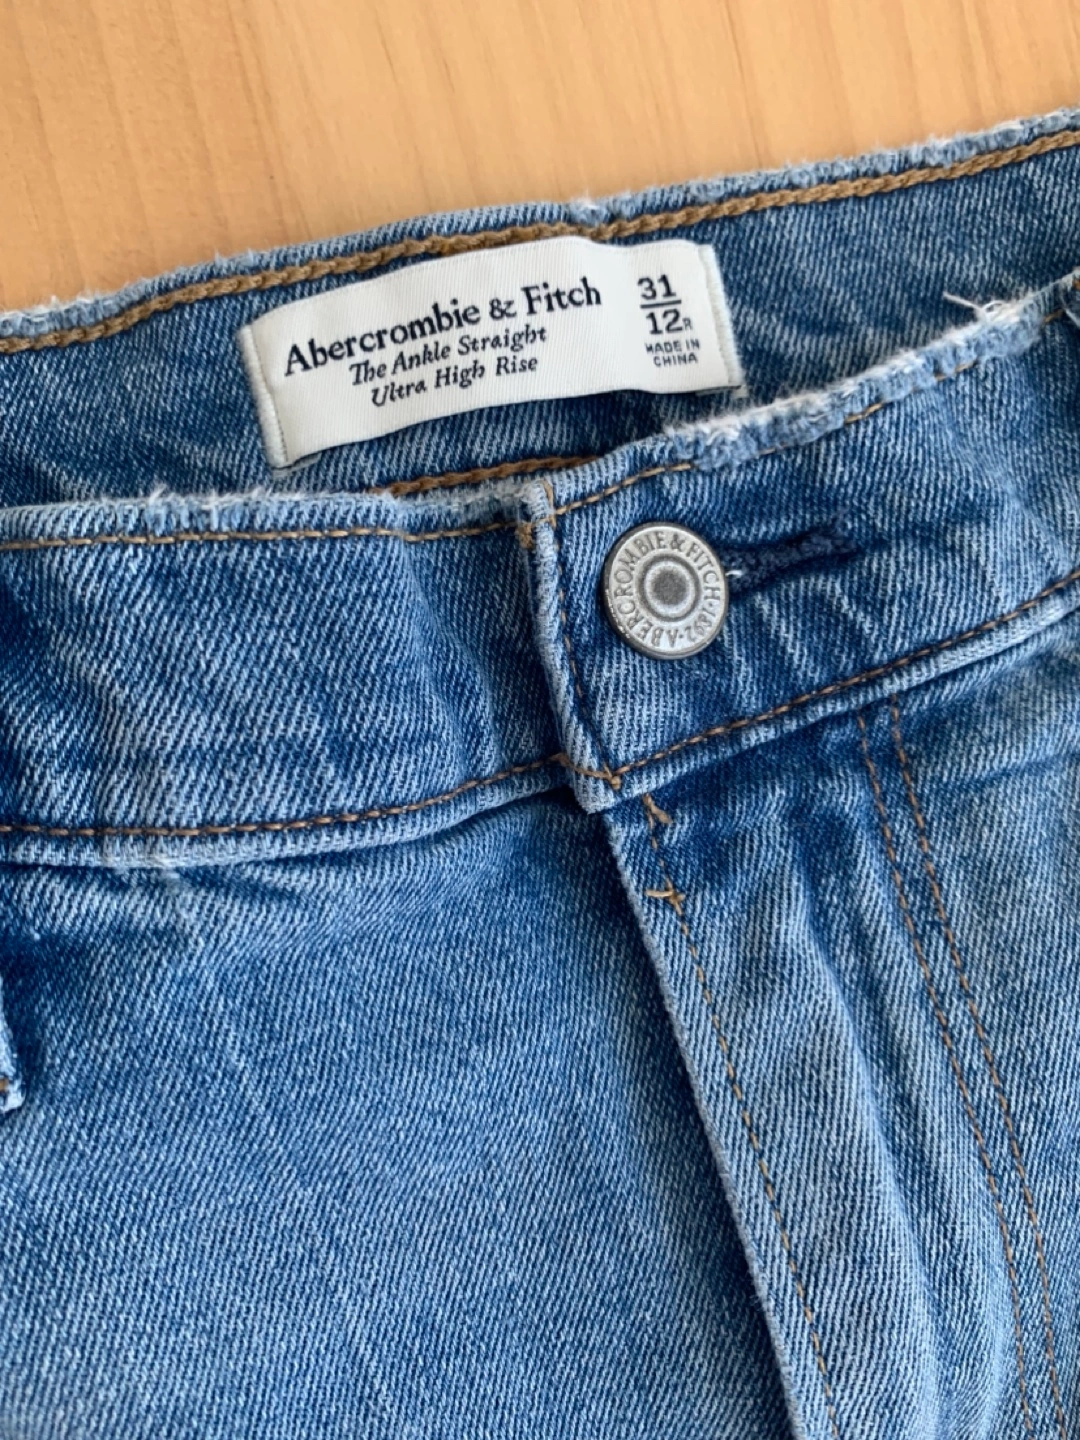 Abercrombie & Fitch
The Ankle Straight
Ultra High Rise
31
12R
MADE IN
CHINA
ABERCROMBIE & FITCH · 1892 ·